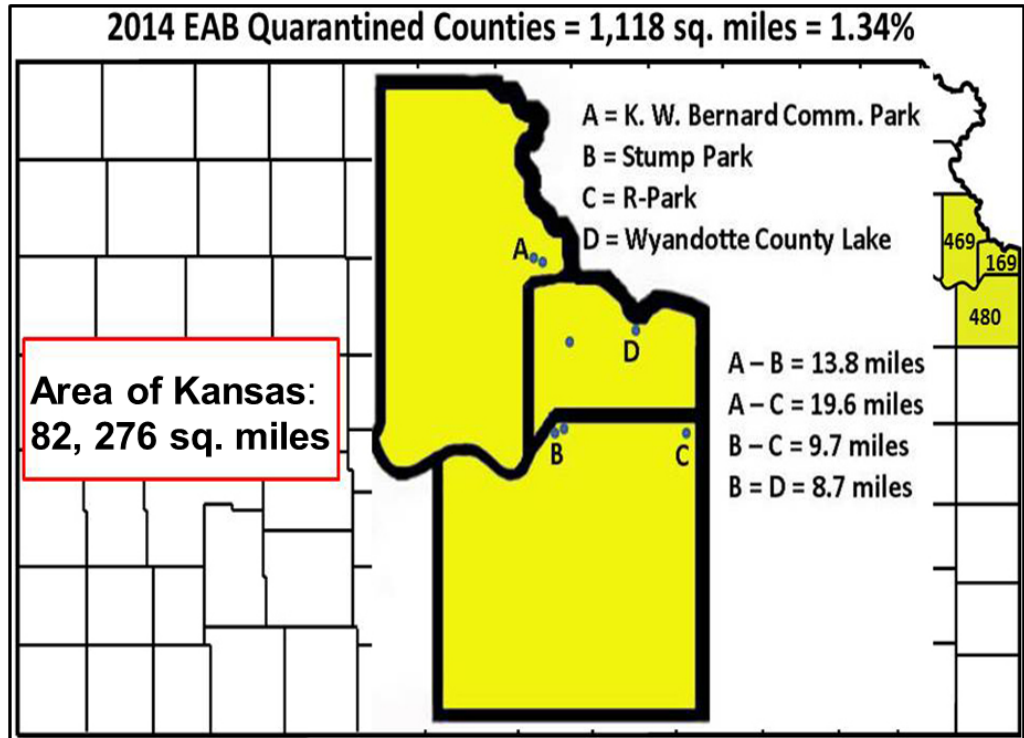 2014 EAB Quarantined Counties = 1,118 sq. miles = 1.34%
A = K. W. Bernard Comm. Park
B = Stump Park
C = R-Park
D = Wyandotte County Lake
A
D
B
C
469
169
480
Area of Kansas:
82, 276 sq. miles
A – B = 13.8 miles
A – C = 19.6 miles
B – C = 9.7 miles
B = D = 8.7 miles